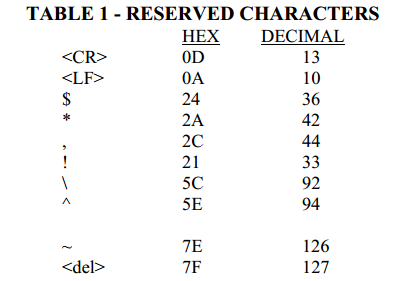 TABLE 1 - RESERVED CHARACTERS
HEX DECIMAL
<CR> 0D 13
<LF> 0A 10
$ 24 36
* 2A 42
, 2C 44
! 21 33
\ 5C 92
^ 5E 94
~ 7E 126
<del> 7F 127